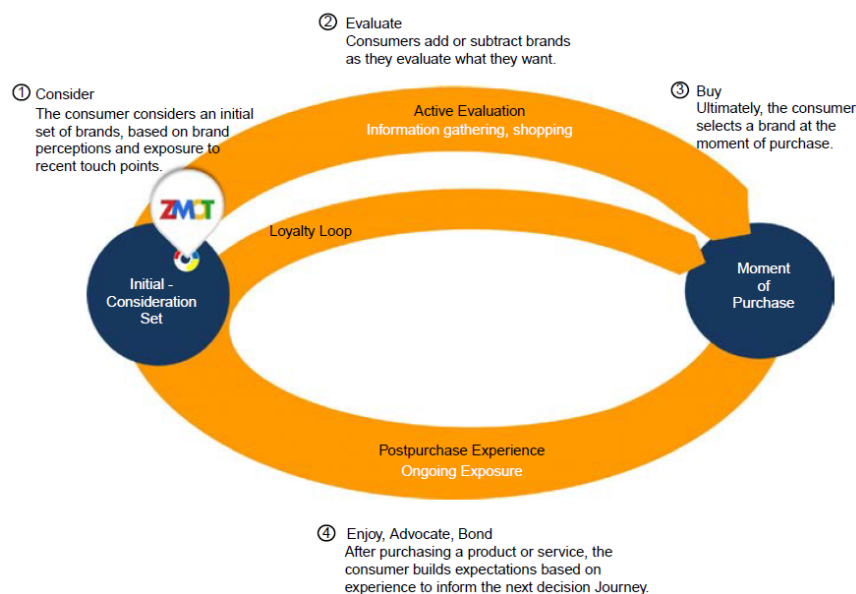 ② Evaluate
Consumers add or subtract brands
as they evaluate what they want.
① Consider
The consumer considers an initial
set of brands, based on brand
perceptions and exposure to
recent touch points.
③ Buy
Ultimately, the consumer
selects a brand at the
moment of purchase.
Active Evaluation
Information gathering, shopping
ZMOT
Loyalty Loop
Initial -
Consideration
Set
Moment
of
Purchase
Postpurchase Experience
Ongoing Exposure
④ Enjoy, Advocate, Bond
After purchasing a product or service, the
consumer builds expectations based on
experience to inform the next decision Journey.